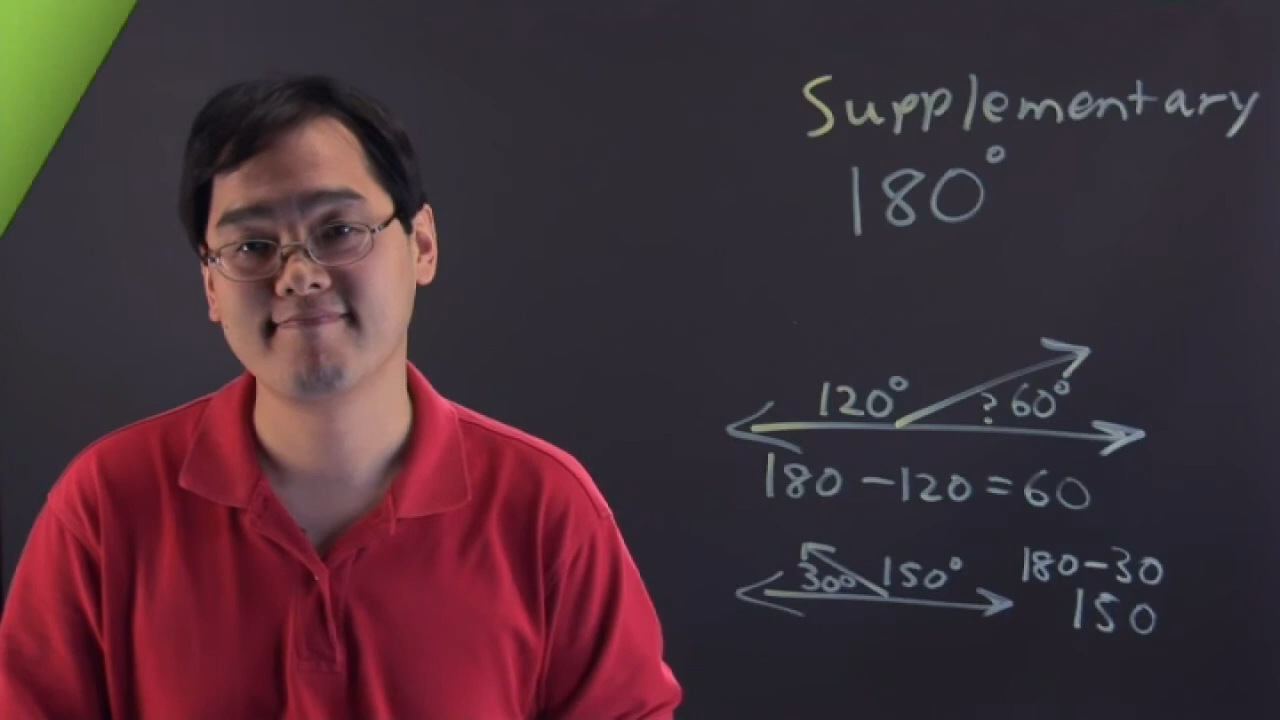 Supplementary
180°
120° ? 60°
180 - 120 = 60
30° 150° 180 - 30
150